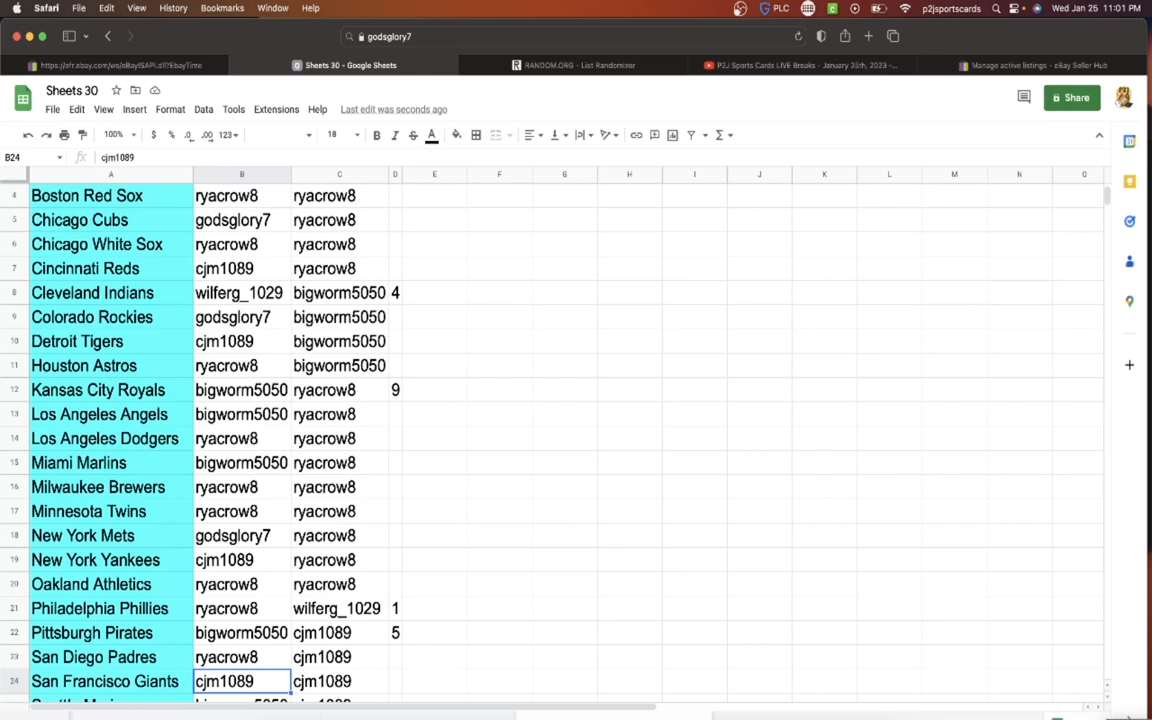 Safari File Edit View History Bookmarks Window Help PLC p2jsportscards Wed Jan 25 11:01 PM
godsglory7
https://ofr.ebay.com/ws/eBayISAPI.dll?EbayTime Sheets 30 - Google Sheets RANDOM.ORG - List Randomizer P2J Sports Cards LIVE Breaks - January 25th, 2023 -... Manage active listings - eBay Seller Hub
Sheets 30
Share
File Edit View Insert Format Data Tools Extensions Help Last edit was seconds ago
100% $ % .0 .00 123 18 B I S A
B24 fx cjm1089
A B C D E F G H I J K L M N O
4 Boston Red Sox ryacrow8 ryacrow8
5 Chicago Cubs godsglory7 ryacrow8
6 Chicago White Sox ryacrow8 ryacrow8
7 Cincinnati Reds cjm1089 ryacrow8
8 Cleveland Indians wilferg_1029 bigworm5050 4
9 Colorado Rockies godsglory7 bigworm5050
10 Detroit Tigers cjm1089 bigworm5050
11 Houston Astros ryacrow8 bigworm5050
12 Kansas City Royals bigworm5050 ryacrow8 9
13 Los Angeles Angels bigworm5050 ryacrow8
14 Los Angeles Dodgers ryacrow8 ryacrow8
15 Miami Marlins bigworm5050 ryacrow8
16 Milwaukee Brewers ryacrow8 ryacrow8
17 Minnesota Twins ryacrow8 ryacrow8
18 New York Mets godsglory7 ryacrow8
19 New York Yankees cjm1089 ryacrow8
20 Oakland Athletics ryacrow8 ryacrow8
21 Philadelphia Phillies ryacrow8 wilferg_1029 1
22 Pittsburgh Pirates bigworm5050 cjm1089 5
23 San Diego Padres ryacrow8 cjm1089
24 San Francisco Giants cjm1089 cjm1089